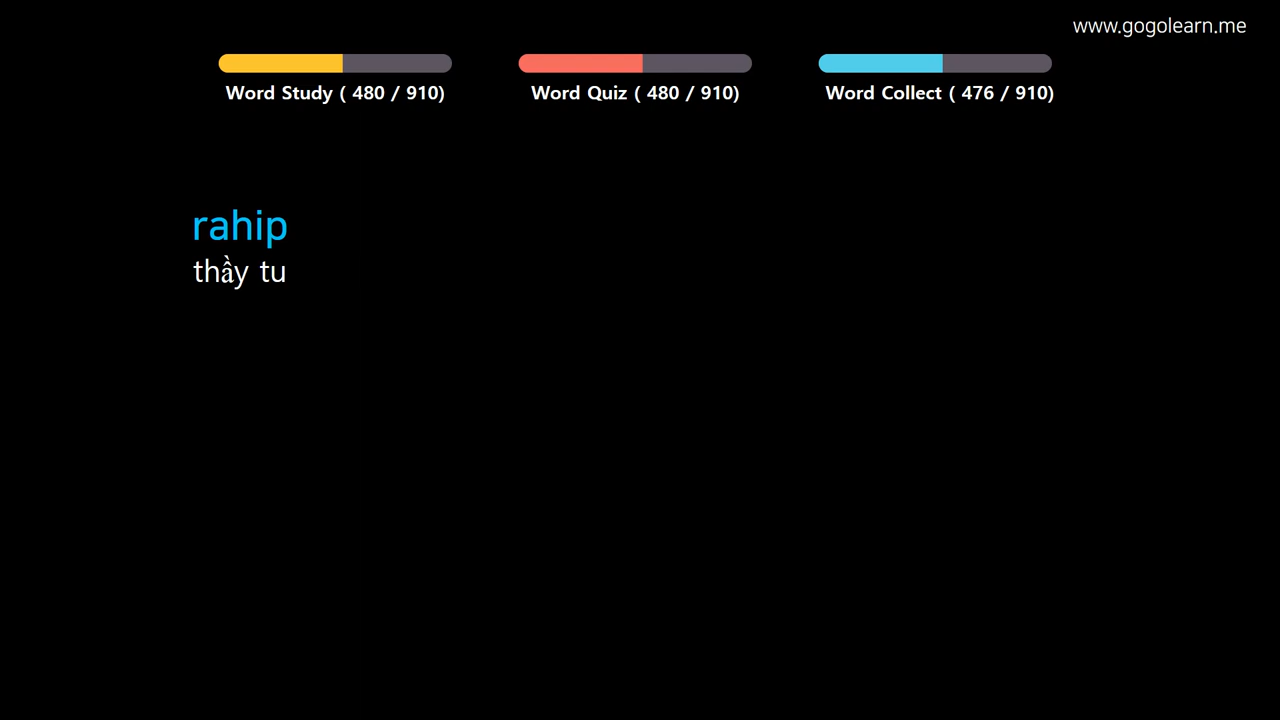 www.gogolearn.me
Word Study ( 480 / 910)
Word Quiz ( 480 / 910)
Word Collect ( 476 / 910)
rahip
thầy tu